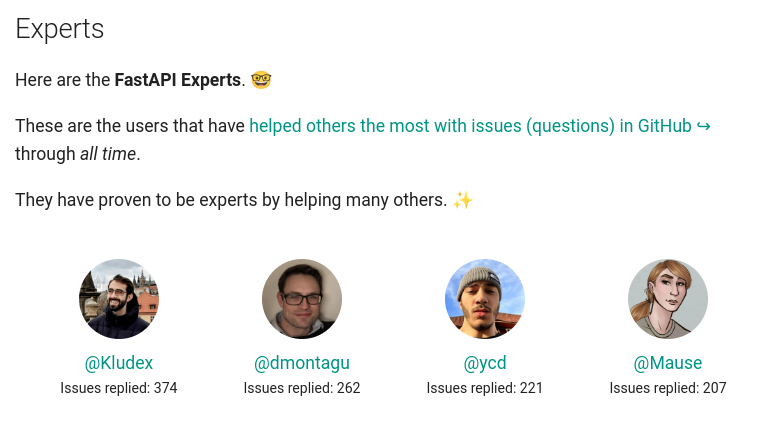 Experts
Here are the FastAPI Experts. 🤓
These are the users that have helped others the most with issues (questions) in GitHub ↪
through all time.
They have proven to be experts by helping many others. ✨
@Kludex @dmontagu @ycd @Mause
Issues replied: 374 Issues replied: 262 Issues replied: 221 Issues replied: 207